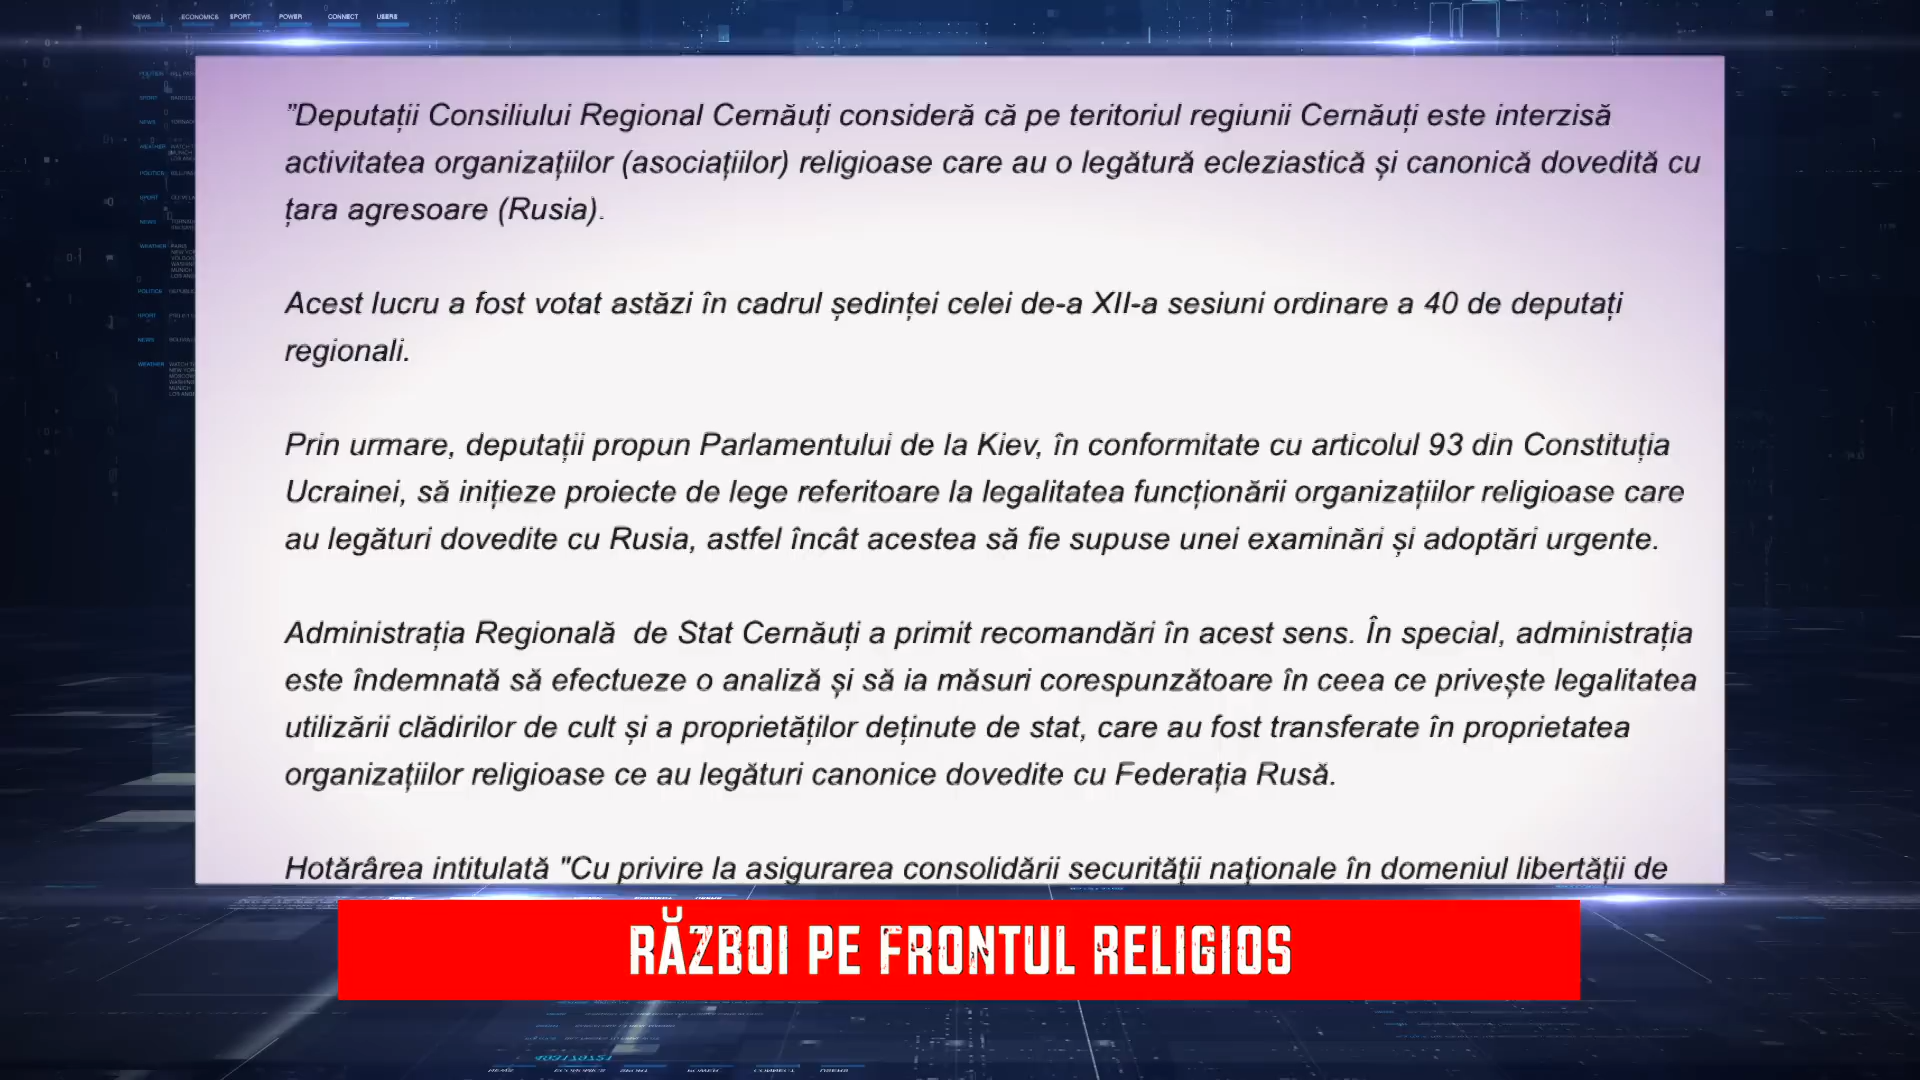 NEWS ECONOMICS SPORT POWER CONNECT USERS
"Deputații Consiliului Regional Cernăuți consideră că pe teritoriul regiunii Cernăuți este interzisă
activitatea organizațiilor (asociațiilor) religioase care au o legătură ecleziastică și canonică dovedită cu
țara agresoare (Rusia).
Acest lucru a fost votat astăzi în cadrul ședinței celei de-a XII-a sesiuni ordinare a 40 de deputați
regionali.
Prin urmare, deputații propun Parlamentului de la Kiev, în conformitate cu articolul 93 din Constituția
Ucrainei, să inițieze proiecte de lege referitoare la legalitatea funcționării organizațiilor religioase care
au legături dovedite cu Rusia, astfel încât acestea să fie supuse unei examinări și adoptări urgente.
Administrația Regională de Stat Cernăuți a primit recomandări în acest sens. În special, administrația
este îndemnată să efectueze o analiză și să ia măsuri corespunzătoare în ceea ce privește legalitatea
utilizării clădirilor de cult și a proprietăților deținute de stat, care au fost transferate în proprietatea
organizațiilor religioase ce au legături canonice dovedite cu Federația Rusă.
Hotărârea intitulată "Cu privire la asigurarea consolidării securității naționale în domeniul libertății de
RĂZBOI PE FRONTUL RELIGIOS